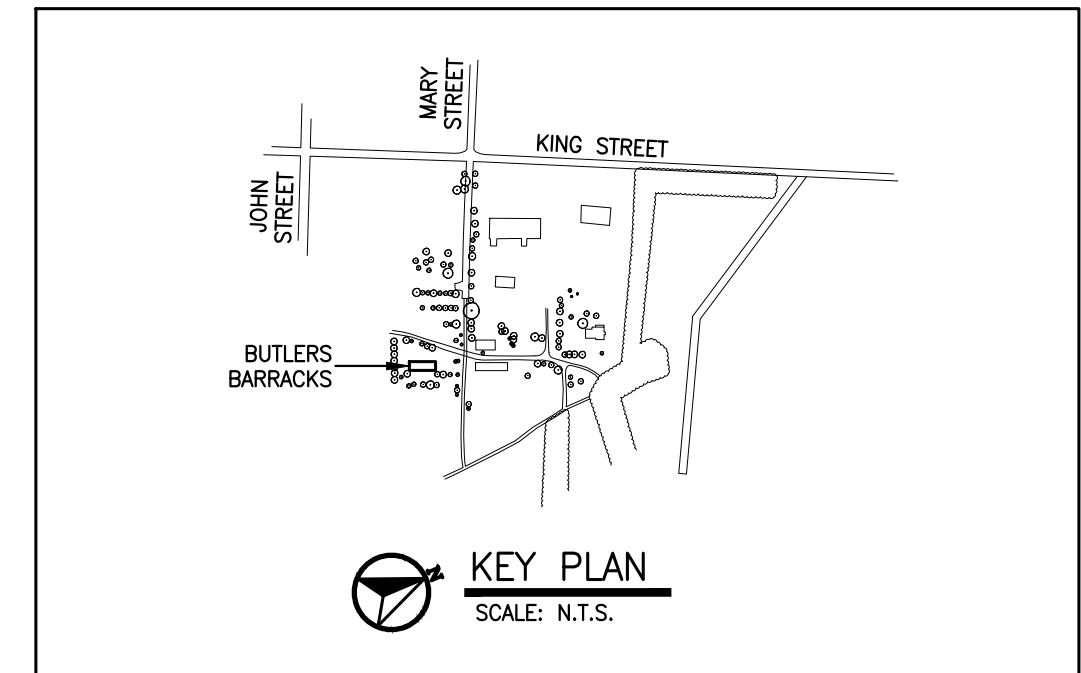 MARY
STREET
KING STREET
JOHN
STREET
BUTLERS
BARRACKS
N
KEY PLAN
SCALE: N.T.S.